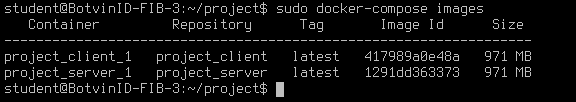 student@BotvinID-FIB-3:~/project$ sudo docker-compose images
Container Repository Tag Image Id Size
-----------------------------------------------------------------------
project_client_1 project_client latest 417989a0e48a 971 MB
project_server_1 project_server latest 1291dd363373 971 MB
student@BotvinID-FIB-3:~/project$